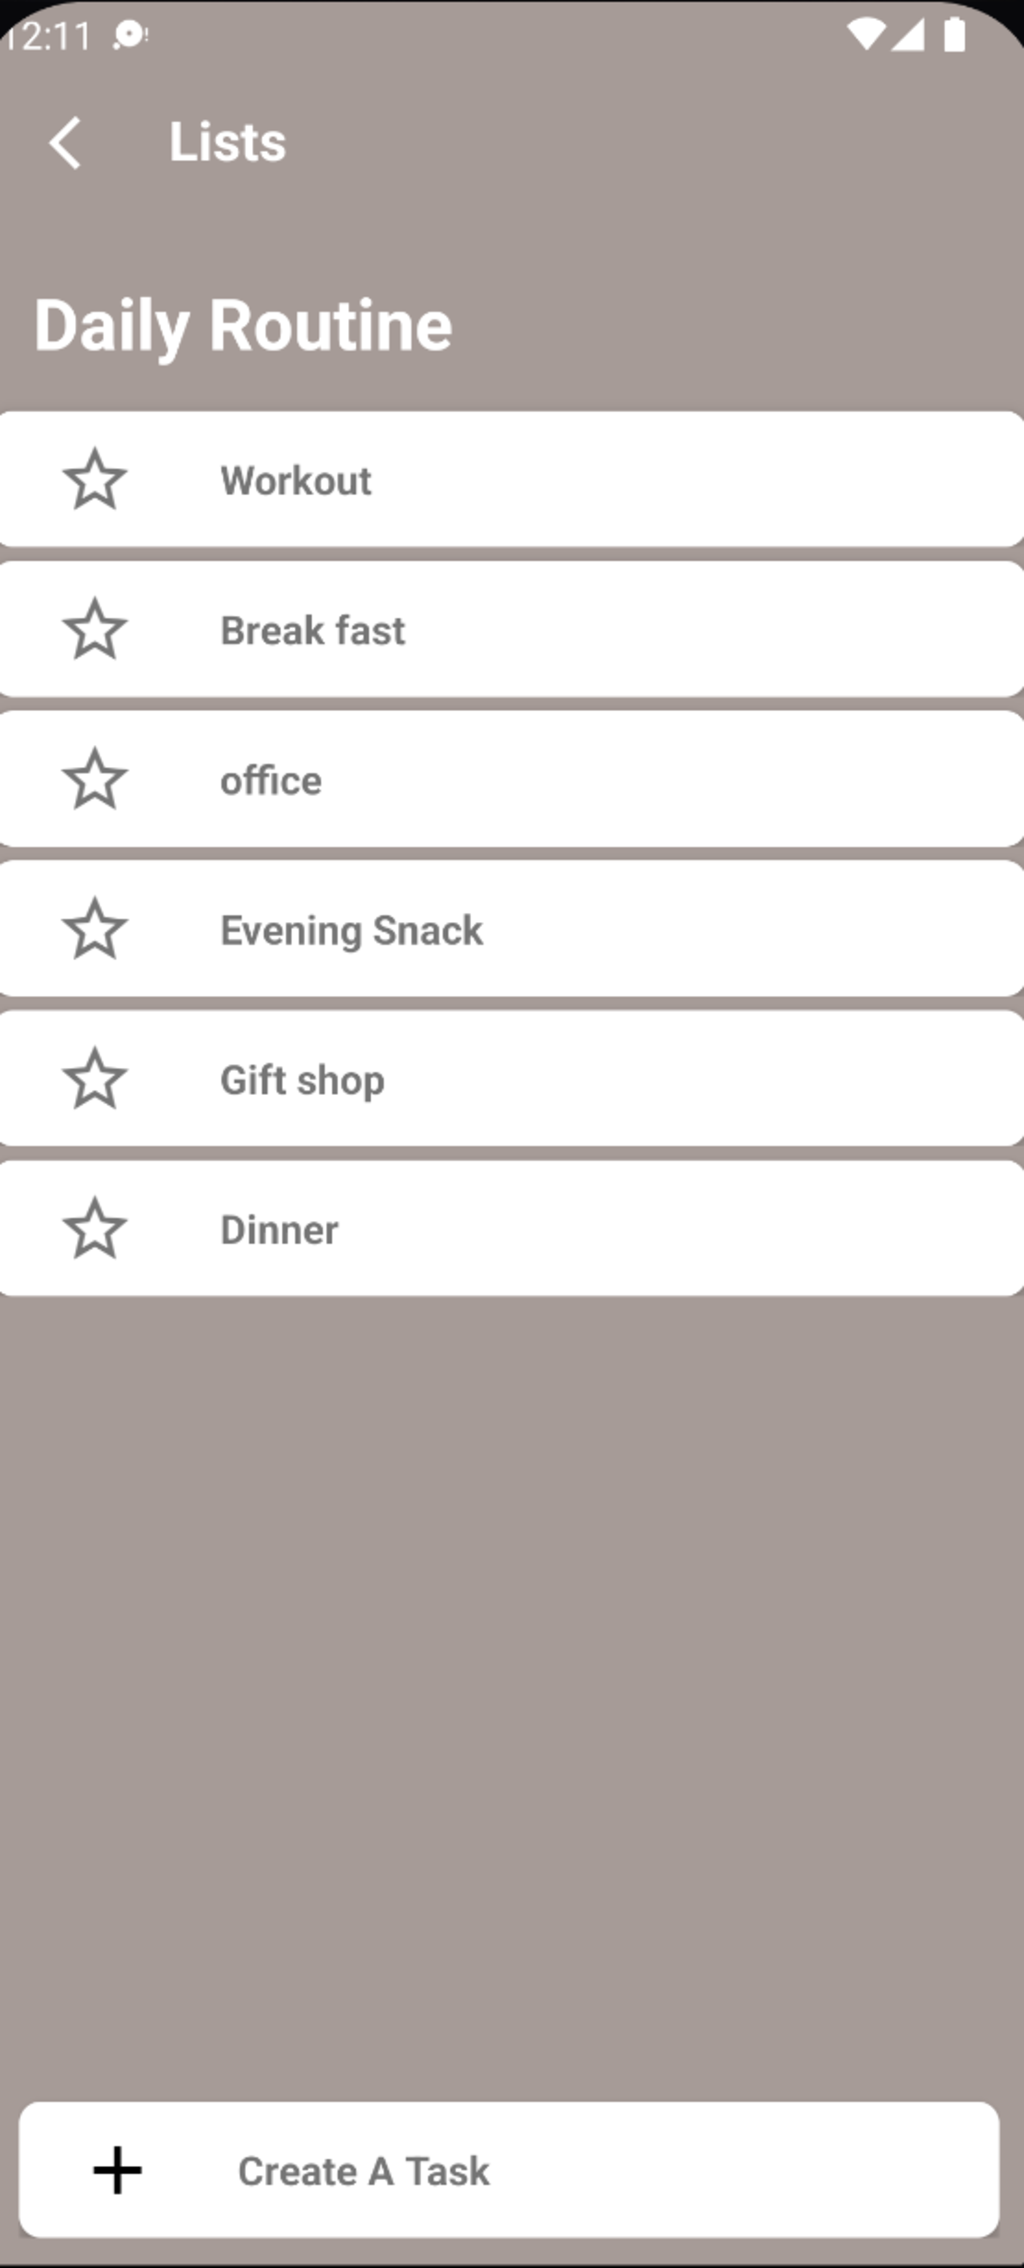 12:11
Lists
Daily Routine
Workout
Break fast
office
Evening Snack
Gift shop
Dinner
Create A Task